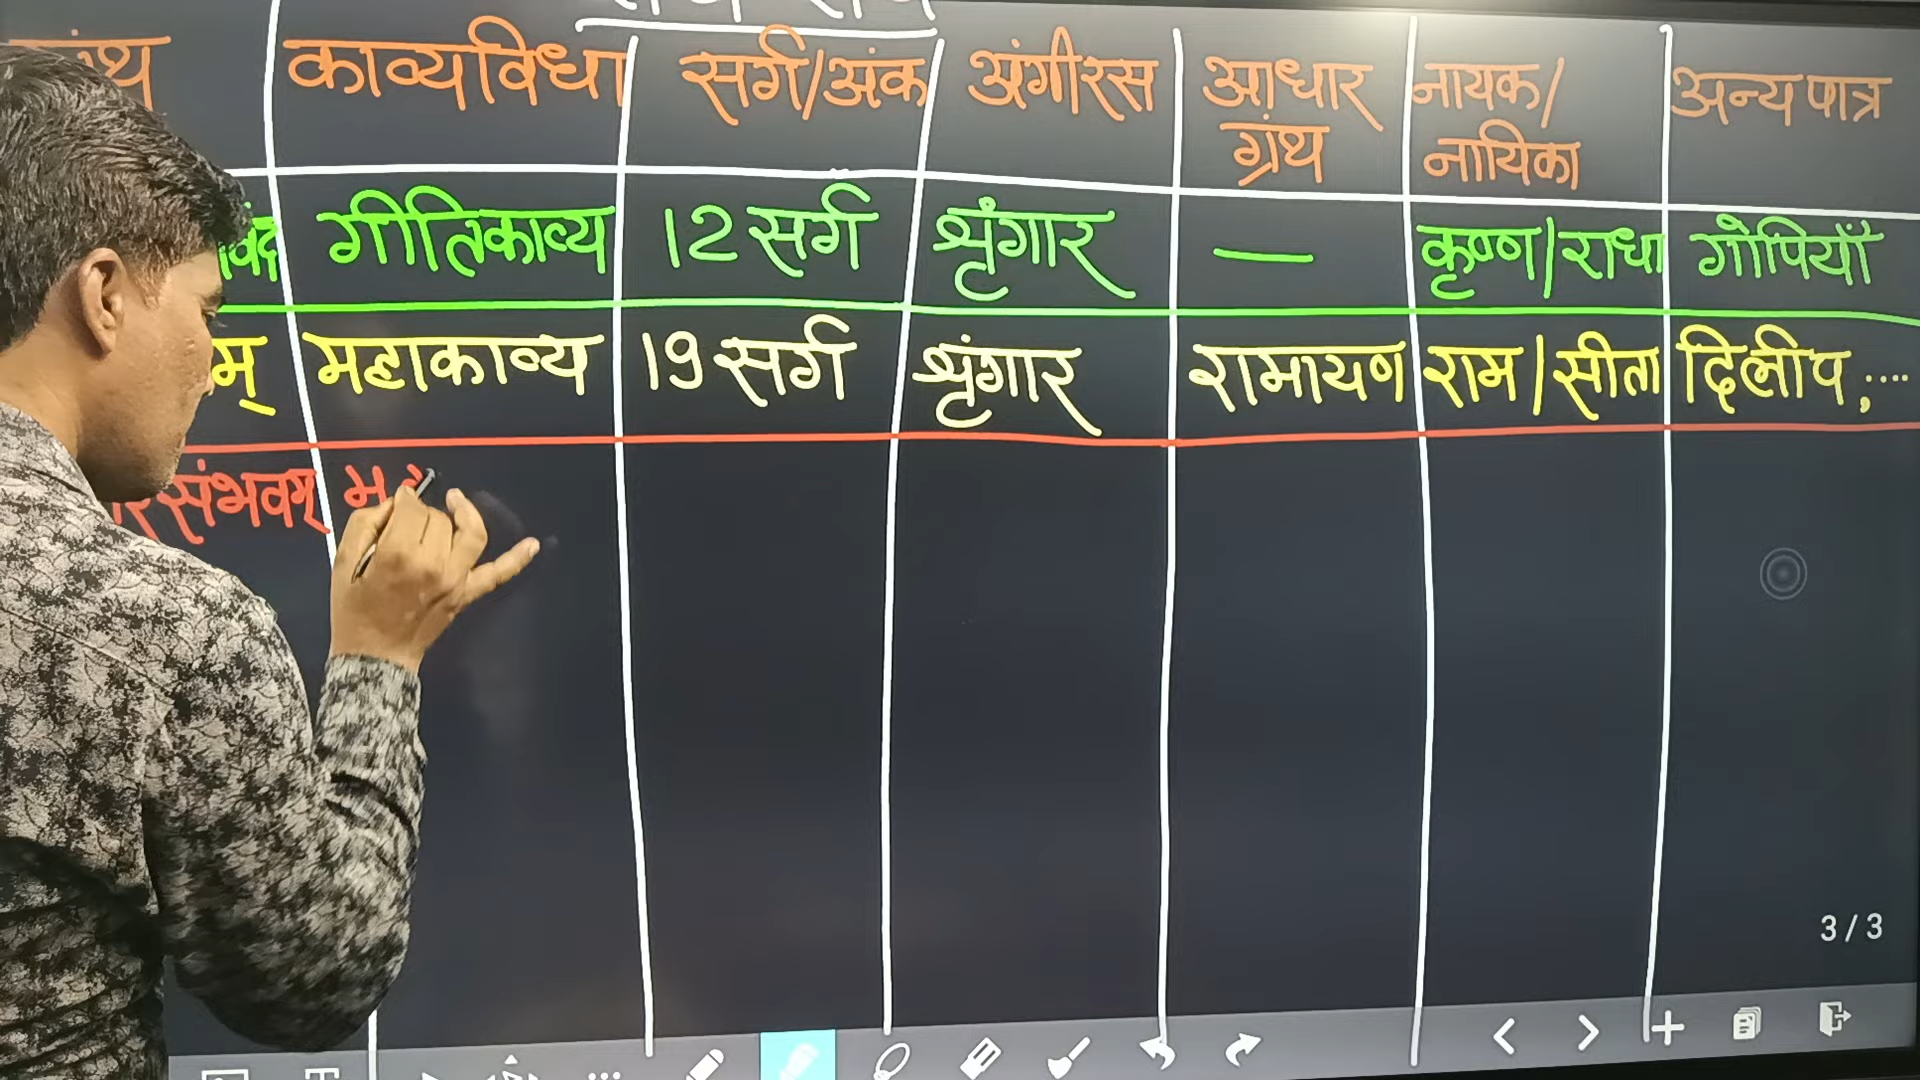 काव्यविधा सर्ग/अंक अंगीरस आधार ग्रंथ नायक/ नायिका अन्य पात्र
गीतिकाव्य 12 सर्ग श्रृंगार — कृष्ण/राधा गोपियाँ
महाकाव्य 19 सर्ग श्रृंगार रामायण राम/सीता दिलीप ;....
संभवम्
3/3